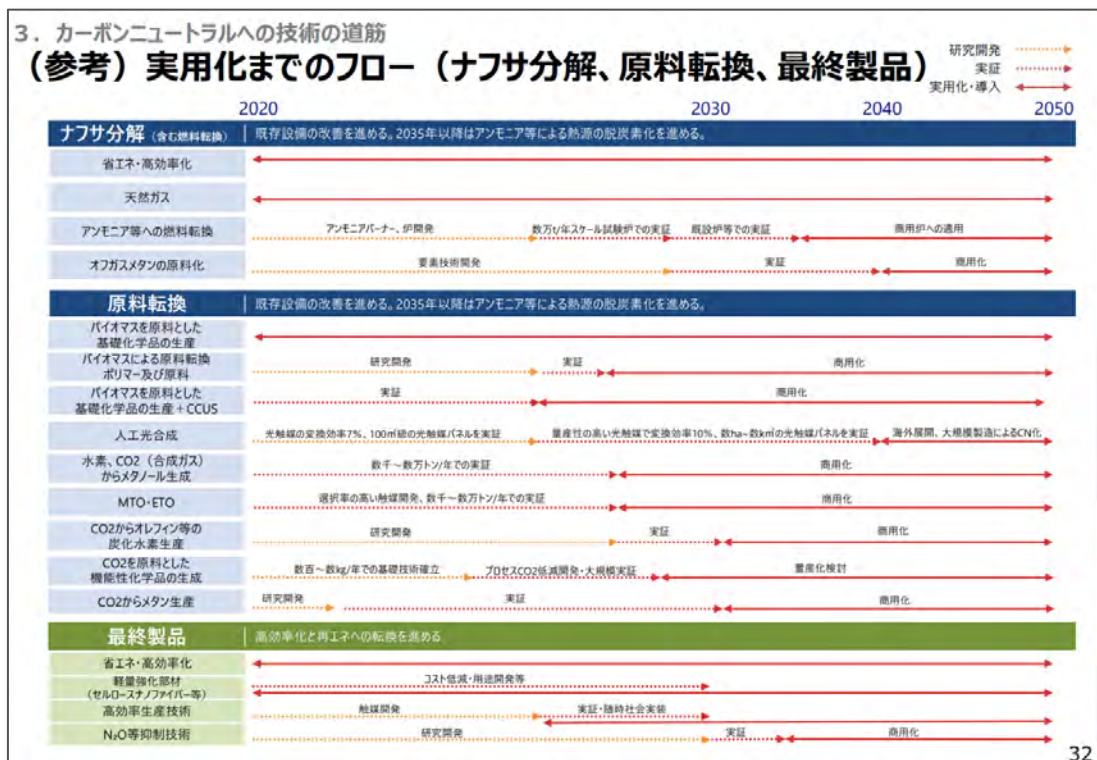 3．カーボンニュートラルへの技術の道筋
（参考）実用化までのフロー（ナフサ分解、原料転換、最終製品）
研究開発
実証
実用化・導入
2020 2030 2040 2050
ナフサ分解（含む燃料転換） 既存設備の改善を進める。2035年以降はアンモニア等による熱源の脱炭素化を進める。
省エネ・高効率化
天然ガス
アンモニア等への燃料転換 アンモニアバーナー、炉開発 数万t/年スケール試験炉での実証 既設炉等での実証 商用炉への適用
オフガスメタンの原料化 要素技術開発 実証 商用化
原料転換 既存設備の改善を進める。2035年以降はアンモニア等による熱源の脱炭素化を進める。
バイオマスを原料とした
基礎化学品の生産
バイオマスによる原料転換
ポリマー及び原料 研究開発 実証 商用化
バイオマスを原料とした
基礎化学品の生産＋CCUS 実証 商用化
人工光合成 光触媒の変換効率7%、100㎡級の光触媒パネルを実証 量産性の高い光触媒で変換効率10%、数ha~数k㎡の光触媒パネルを実証 海外展開、大規模製造によるCN化
水素、CO2（合成ガス）
からメタノール生成 数千～数万トン/年での実証 商用化
MTO・ETO 選択率の高い触媒開発、数千～数万トン/年での実証 商用化
CO2からオレフィン等の
炭化水素生産 研究開発 実証 商用化
CO2を原料とした
機能性化学品の生成 数百～数kg/年での基礎技術確立 プロセスCO2低減開発・大規模実証 量産化検討
CO2からメタン生産 研究開発 実証 商用化
最終製品 高効率化と再エネへの転換を進める
省エネ・高効率化
軽量強化部材
（セルロースナノファイバー等） コスト低減・用途開発等
高効率生産技術 触媒開発 実証・随時社会実装
N₂O等抑制技術 研究開発 実証 商用化
32